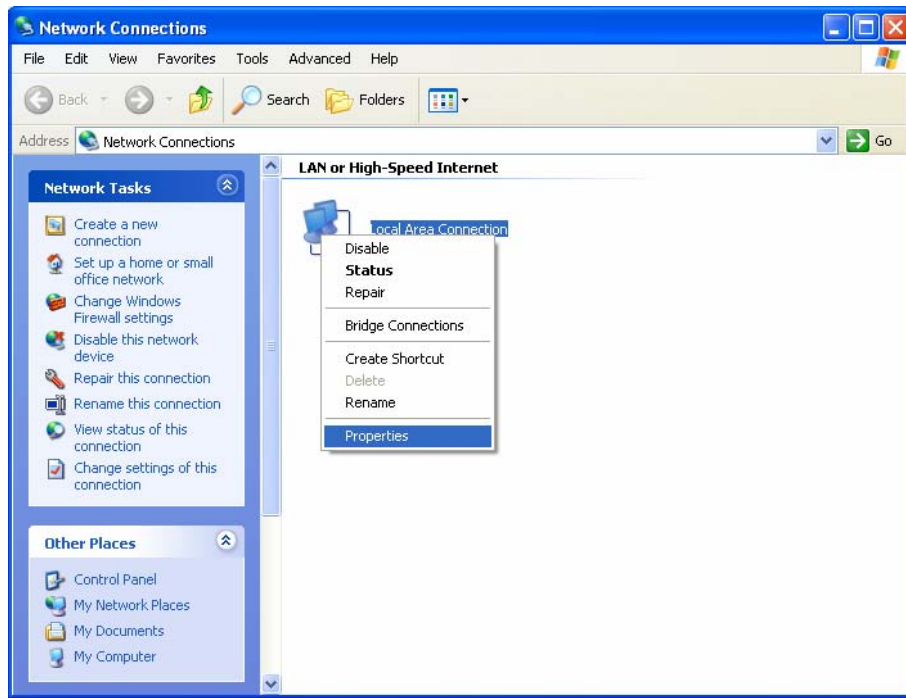 Network Connections
File Edit View Favorites Tools Advanced Help
Back Search Folders
Address Network Connections Go
Network Tasks
Create a new
connection
Set up a home or small
office network
Change Windows
Firewall settings
Disable this network
device
Repair this connection
Rename this connection
View status of this
connection
Change settings of this
connection
Other Places
Control Panel
My Network Places
My Documents
My Computer
LAN or High-Speed Internet
ocal Area Connection
Disable
Status
Repair
Bridge Connections
Create Shortcut
Delete
Rename
Properties